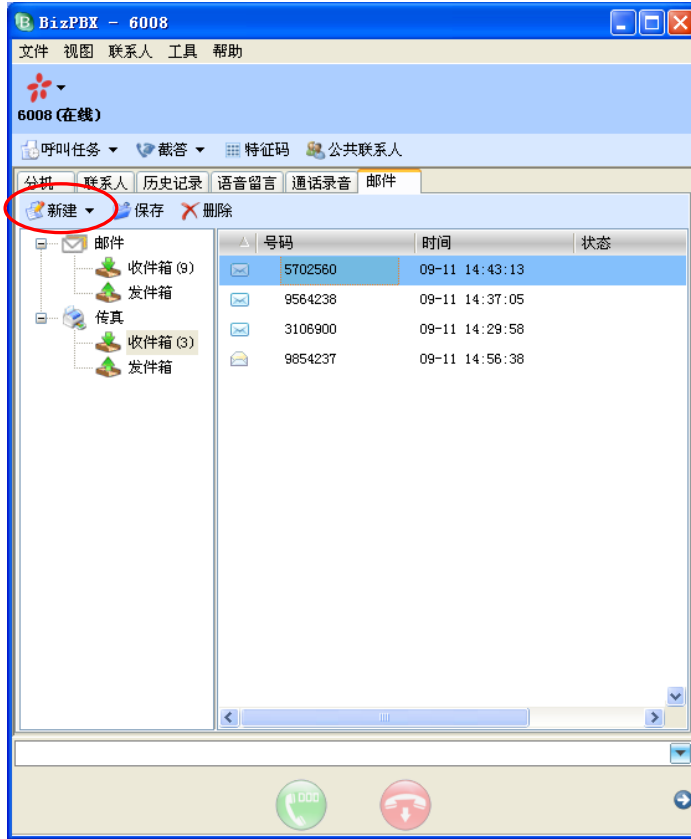 BizPBX - 6008
文件 视图 联系人 工具 帮助
6008 (在线)
呼叫任务 截答 特征码 公共联系人
分机 联系人 历史记录 语音留言 通话录音 邮件
新建 保存 删除
邮件
收件箱 (9)
发件箱
传真
收件箱 (3)
发件箱
号码 时间 状态
5702560 09-11 14:43:13
9564238 09-11 14:37:05
3106900 09-11 14:29:58
9854237 09-11 14:56:38